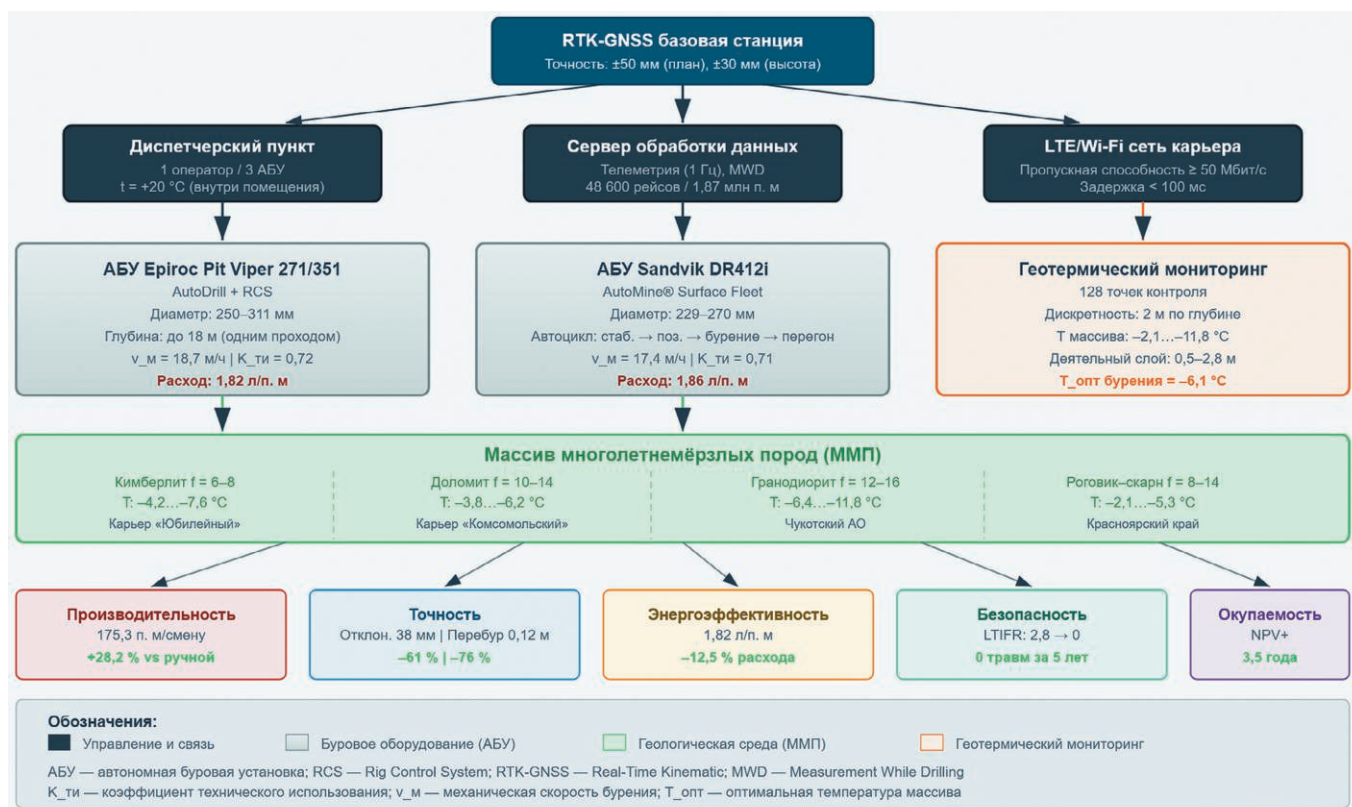 RTK-GNSS базовая станция
Точность: ±50 мм (план), ±30 мм (высота)
Диспетчерский пункт
1 оператор / 3 АБУ
t = +20 °C (внутри помещения)
Сервер обработки данных
Телеметрия (1 Гц), MWD
48 600 рейсов / 1,87 млн п. м
LTE/Wi-Fi сеть карьера
Пропускная способность ≥ 50 Мбит/с
Задержка < 100 мс
АБУ Epiroc Pit Viper 271/351
AutoDrill + RCS
Диаметр: 250–311 мм
Глубина: до 18 м (одним проходом)
v_м = 18,7 м/ч | K_ти = 0,72
Расход: 1,82 л/п. м
АБУ Sandvik DR412i
AutoMine® Surface Fleet
Диаметр: 229–270 мм
Автоцикл: стаб. → поз. → бурение → перегон
v_м = 17,4 м/ч | K_ти = 0,71
Расход: 1,86 л/п. м
Геотермический мониторинг
128 точек контроля
Дискретность: 2 м по глубине
T массива: –2,1...–11,8 °C
Деятельный слой: 0,5–2,8 м
T_опт бурения = –6,1 °C
Массив многолетнемёрзлых пород (ММП)
Кимберлит f = 6–8
T: –4,2...–7,6 °C
Карьер «Юбилейный»
Доломит f = 10–14
T: –3,8...–6,2 °C
Карьер «Комсомольский»
Гранодиорит f = 12–16
T: –6,4...–11,8 °C
Чукотский АО
Роговик–скарн f = 8–14
T: –2,1...–5,3 °C
Красноярский край
Производительность
175,3 п. м/смену
+28,2 % vs ручной
Точность
Отклон. 38 мм | Перебур 0,12 м
–61 % | –76 %
Энергоэффективность
1,82 л/п. м
–12,5 % расхода
Безопасность
LTIFR: 2,8 → 0
0 травм за 5 лет
Окупаемость
NPV+
3,5 года
Обозначения:
Управление и связь
Буровое оборудование (АБУ)
Геологическая среда (ММП)
Геотермический мониторинг
АБУ — автономная буровая установка; RCS — Rig Control System; RTK-GNSS — Real-Time Kinematic; MWD — Measurement While Drilling
K_ти — коэффициент технического использования; v_м — механическая скорость бурения; T_опт — оптимальная температура массива